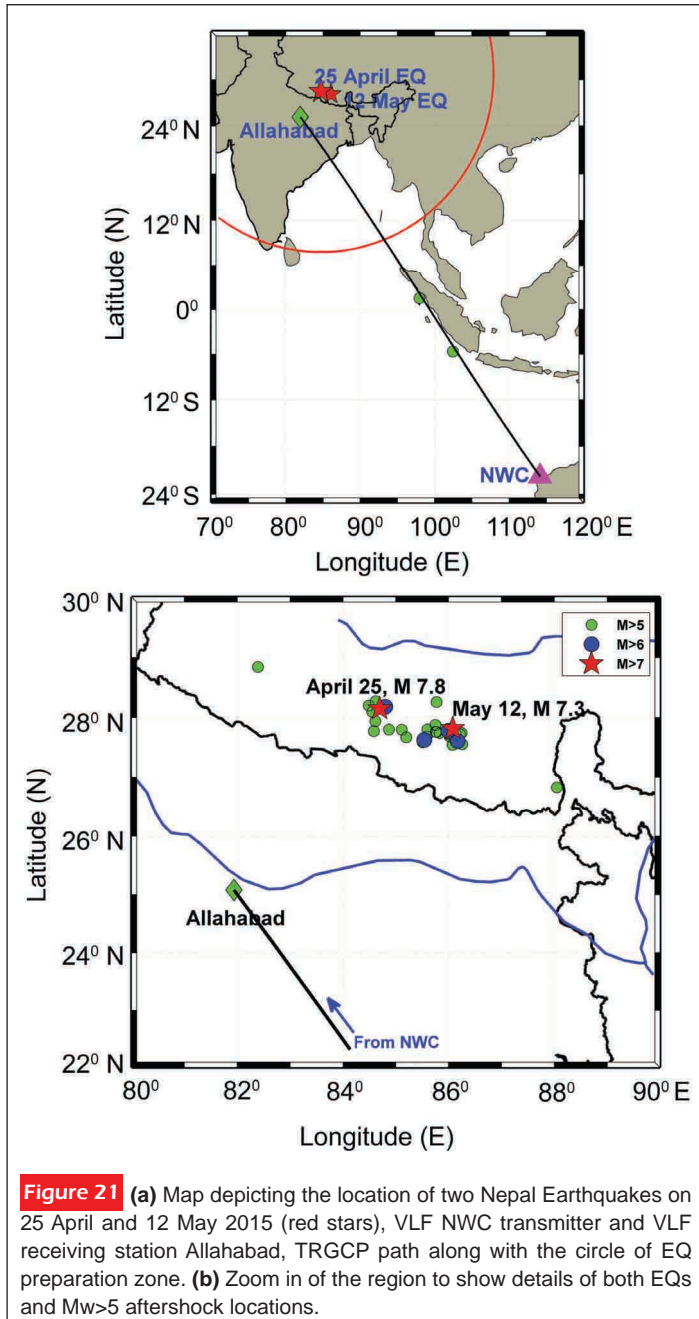 25 April EQ
12 May EQ
Allahabad
NWC
24⁰ N
12⁰ N
0⁰
12⁰ S
24⁰ S
Latitude (N)
70⁰ 80⁰ 90⁰ 100⁰ 110⁰ 120⁰ E
Longitude (E)
30⁰ N
28⁰ N
26⁰ N
24⁰ N
22⁰ N
Latitude (N)
M>5
M>6
M>7
April 25, M 7.8
May 12, M 7.3
Allahabad
From NWC
80⁰ 82⁰ 84⁰ 86⁰ 88⁰ 90⁰ E
Longitude (E)
Figure 21 (a) Map depicting the location of two Nepal Earthquakes on
25 April and 12 May 2015 (red stars), VLF NWC transmitter and VLF
receiving station Allahabad, TRGCP path along with the circle of EQ
preparation zone. (b) Zoom in of the region to show details of both EQs
and Mw>5 aftershock locations.